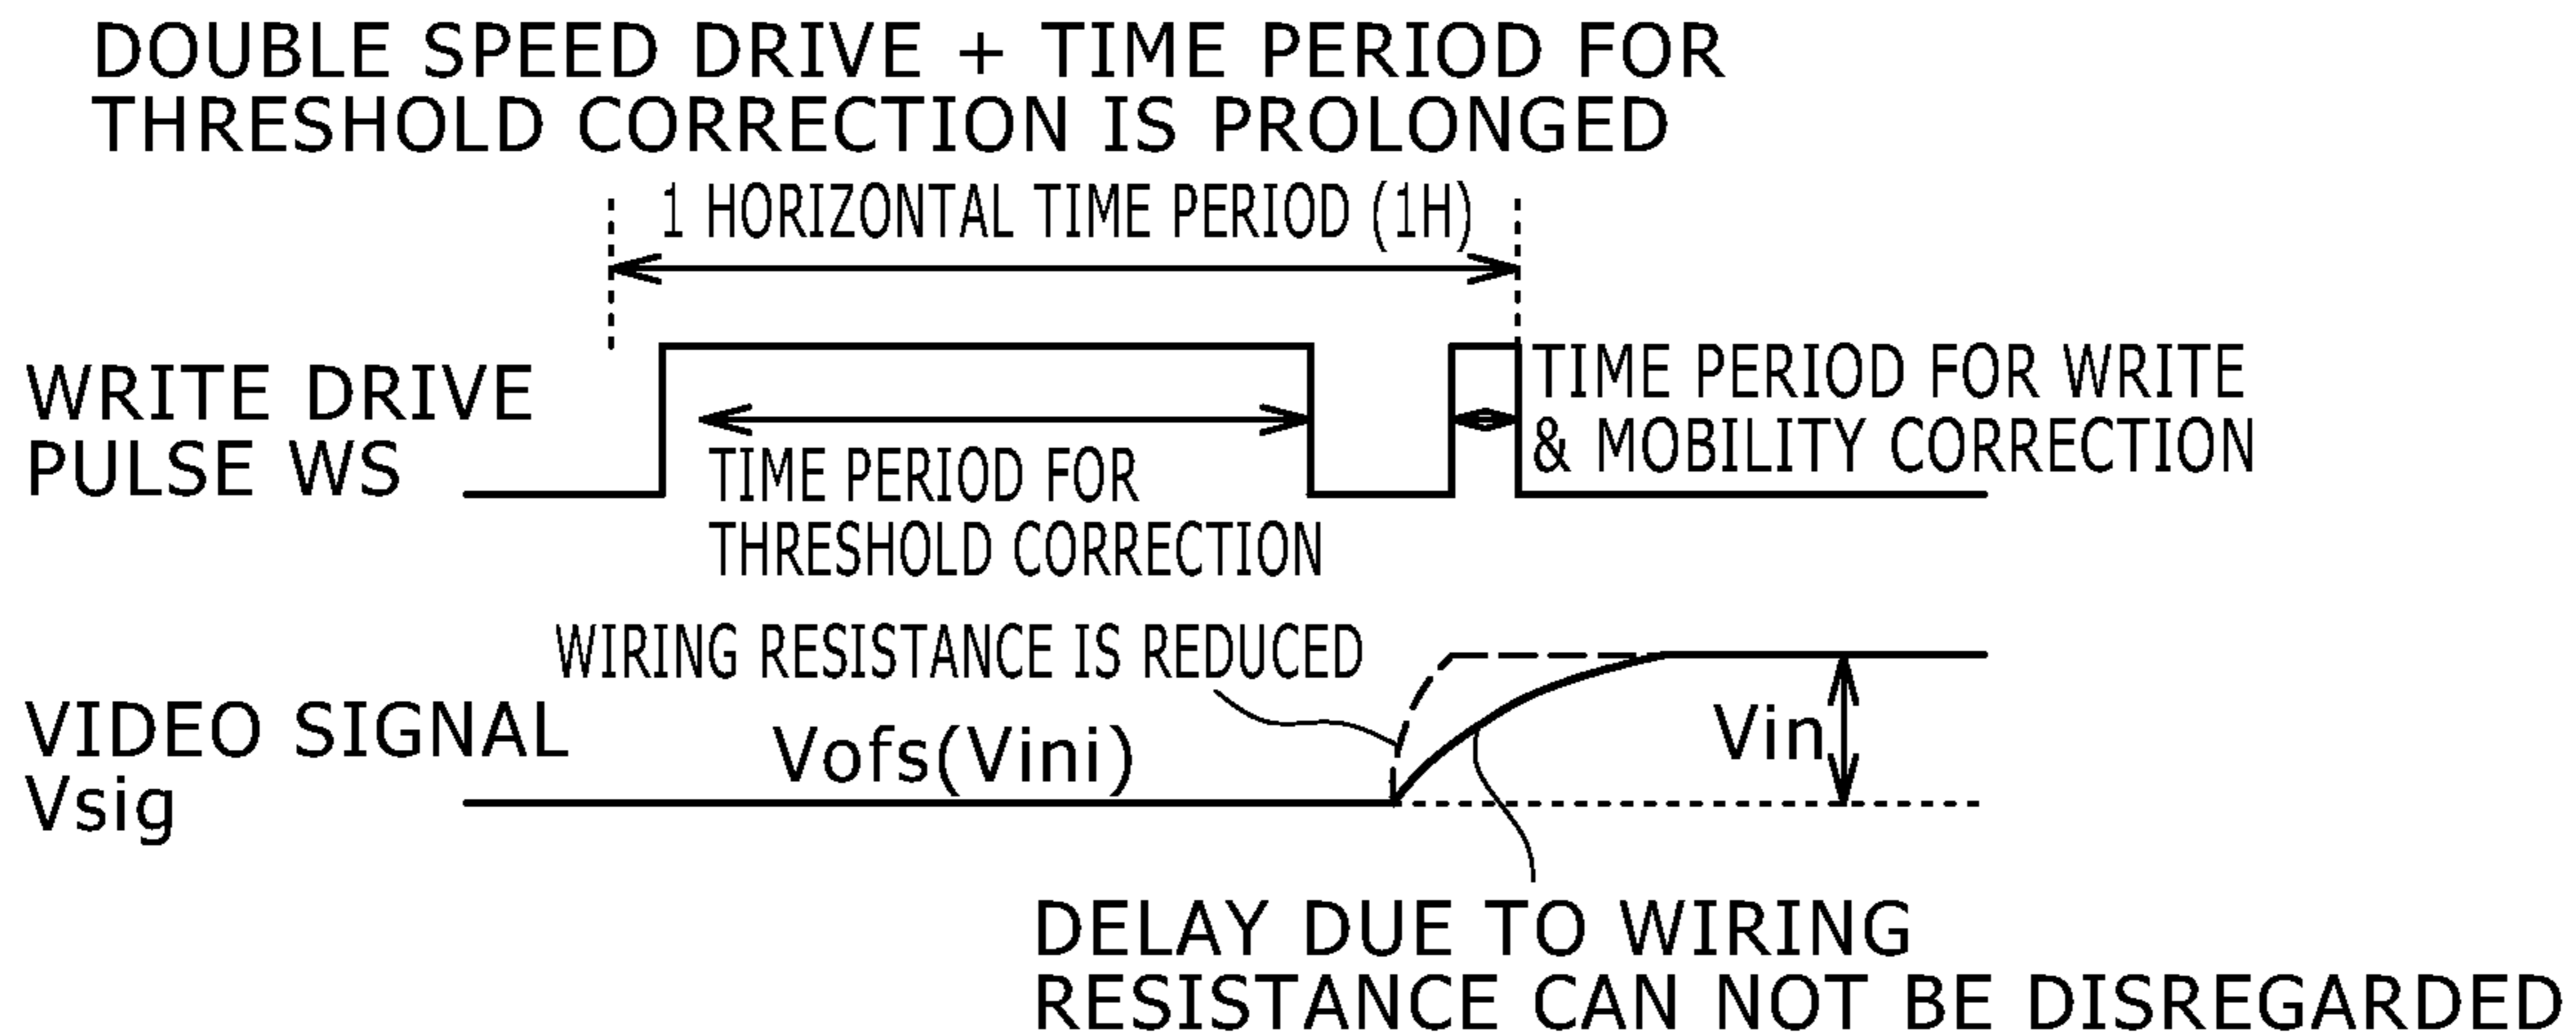 DOUBLE SPEED DRIVE + TIME PERIOD FOR
THRESHOLD CORRECTION IS PROLONGED
1 HORIZONTAL TIME PERIOD (1H)
WRITE DRIVE
PULSE WS
TIME PERIOD FOR WRITE
& MOBILITY CORRECTION
TIME PERIOD FOR
THRESHOLD CORRECTION
WIRING RESISTANCE IS REDUCED
VIDEO SIGNAL
Vsig
Vofs(Vini)
Vin
DELAY DUE TO WIRING
RESISTANCE CAN NOT BE DISREGARDED